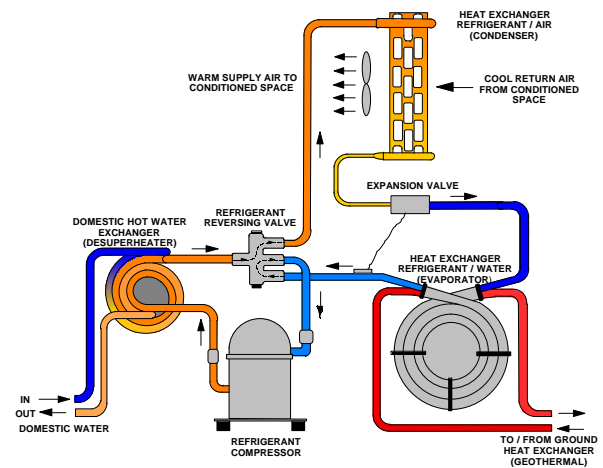 HEAT EXCHANGER
REFRIGERANT / AIR
(CONDENSER)
WARM SUPPLY AIR TO
CONDITIONED SPACE
COOL RETURN AIR
FROM CONDITIONED
SPACE
EXPANSION VALVE
REFRIGERANT
REVERSING VALVE
DOMESTIC HOT WATER
EXCHANGER
(DESUPERHEATER)
HEAT EXCHANGER
REFRIGERANT / WATER
(EVAPORATOR)
IN
OUT
DOMESTIC WATER
REFRIGERANT
COMPRESSOR
TO / FROM GROUND
HEAT EXCHANGER
(GEOTHERMAL)